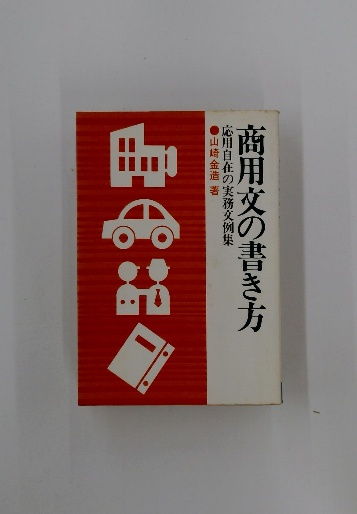 商用文の書き方
応用自在の実務文例集
●山崎金造 著